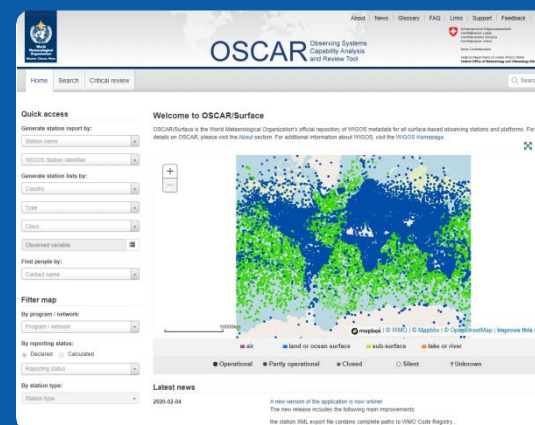 About | News | Glossary | FAQ | Links | Support | Feedback |
World
Meteorological
Organization
OSCAR
Observing Systems
Capability Analysis
and Review Tool
Home
Search
Critical review
Quick access
Generate station report by:
Station name
WIGOS Station Identifier
Generate station lists by:
Country
Type
Class
Observed variable
Find people by:
Contact name
Filter map
By program / network:
Program / network
By reporting status:
Declared
Calculated
Reporting status
By station type:
Station type
Welcome to OSCAR/Surface
OSCAR/Surface is the World Meteorological Organization's official repository of WIGOS metadata for all surface-based observing stations and platforms. For
details on OSCAR, please visit the About section. For additional information about WIGOS, visit the WIGOS Homepage.
+
−
10000km
mapbox | © WMO | © Mapbox | © OpenStreetMap | Improve this
air
land or ocean surface
sub-surface
lake or river
Operational
Partly operational
Closed
Silent
? Unknown
Latest news
2020-02-04
A new version of the application is now online!
The new release includes the following main improvements:
the station XML export file contains complete paths to WMO Code Registry...